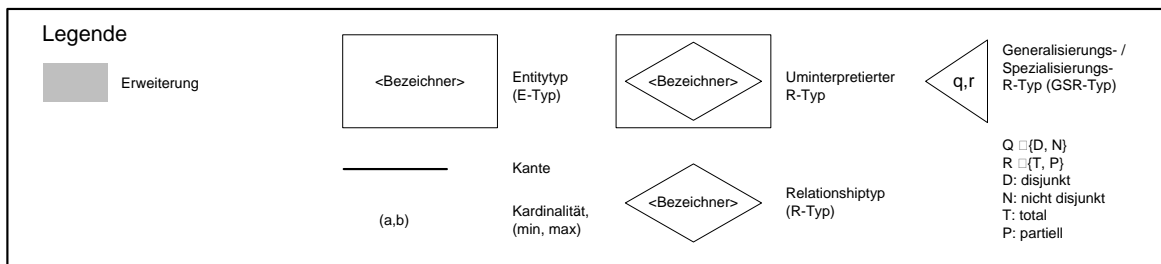 Legende
Erweiterung
<Bezeichner>
Entitytyp
(E-Typ)
<Bezeichner>
Uminterpretierter
R-Typ
q,r
Generalisierungs- /
Spezialisierungs-
R-Typ (GSR-Typ)
Kante
(a,b)
Kardinalität,
(min, max)
<Bezeichner>
Relationshiptyp
(R-Typ)
Q □{D, N}
R □{T, P}
D: disjunkt
N: nicht disjunkt
T: total
P: partiell